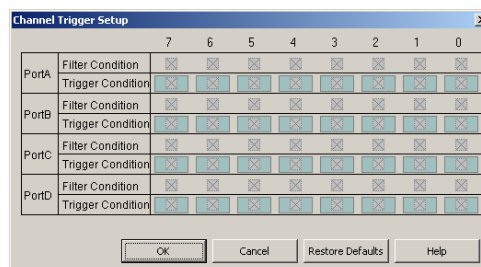 Channel Trigger Setup
7 6 5 4 3 2 1 0
PortA Filter Condition
Trigger Condition
PortB Filter Condition
Trigger Condition
PortC Filter Condition
Trigger Condition
PortD Filter Condition
Trigger Condition
OK Cancel Restore Defaults Help